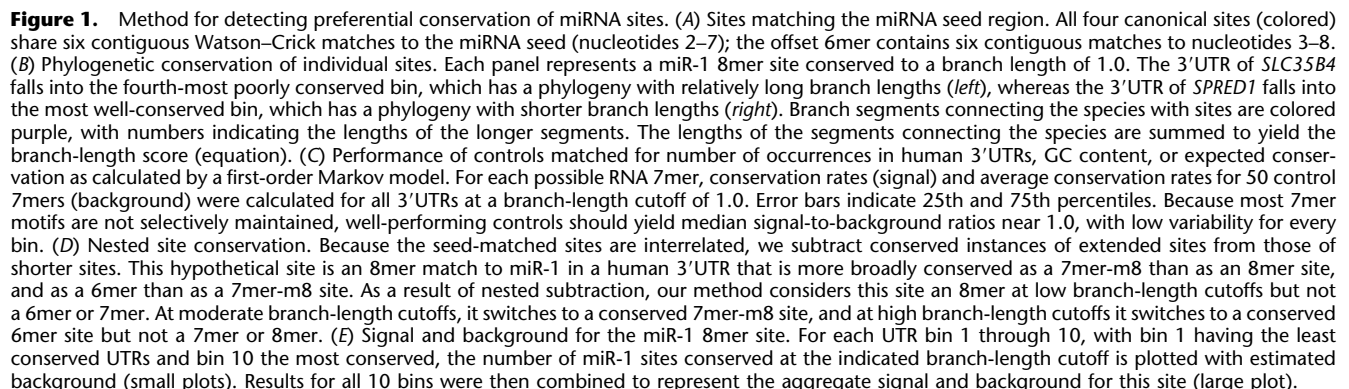 Figure 1. Method for detecting preferential conservation of miRNA sites. (A) Sites matching the miRNA seed region. All four canonical sites (colored)
share six contiguous Watson–Crick matches to the miRNA seed (nucleotides 2–7); the offset 6mer contains six contiguous matches to nucleotides 3–8.
(B) Phylogenetic conservation of individual sites. Each panel represents a miR-1 8mer site conserved to a branch length of 1.0. The 3′UTR of SLC35B4
falls into the fourth-most poorly conserved bin, which has a phylogeny with relatively long branch lengths (left), whereas the 3′UTR of SPRED1 falls into
the most well-conserved bin, which has a phylogeny with shorter branch lengths (right). Branch segments connecting the species with sites are colored
purple, with numbers indicating the lengths of the longer segments. The lengths of the segments connecting the species are summed to yield the
branch-length score (equation). (C) Performance of controls matched for number of occurrences in human 3′UTRs, GC content, or expected conser-
vation as calculated by a first-order Markov model. For each possible RNA 7mer, conservation rates (signal) and average conservation rates for 50 control
7mers (background) were calculated for all 3′UTRs at a branch-length cutoff of 1.0. Error bars indicate 25th and 75th percentiles. Because most 7mer
motifs are not selectively maintained, well-performing controls should yield median signal-to-background ratios near 1.0, with low variability for every
bin. (D) Nested site conservation. Because the seed-matched sites are interrelated, we subtract conserved instances of extended sites from those of
shorter sites. This hypothetical site is an 8mer match to miR-1 in a human 3′UTR that is more broadly conserved as a 7mer-m8 than as an 8mer site,
and as a 6mer than as a 7mer-m8 site. As a result of nested subtraction, our method considers this site an 8mer at low branch-length cutoffs but not
a 6mer or 7mer. At moderate branch-length cutoffs, it switches to a conserved 7mer-m8 site, and at high branch-length cutoffs it switches to a conserved
6mer site but not a 7mer or 8mer. (E) Signal and background for the miR-1 8mer site. For each UTR bin 1 through 10, with bin 1 having the least
conserved UTRs and bin 10 the most conserved, the number of miR-1 sites conserved at the indicated branch-length cutoff is plotted with estimated
background (small plots). Results for all 10 bins were then combined to represent the aggregate signal and background for this site (large plot).